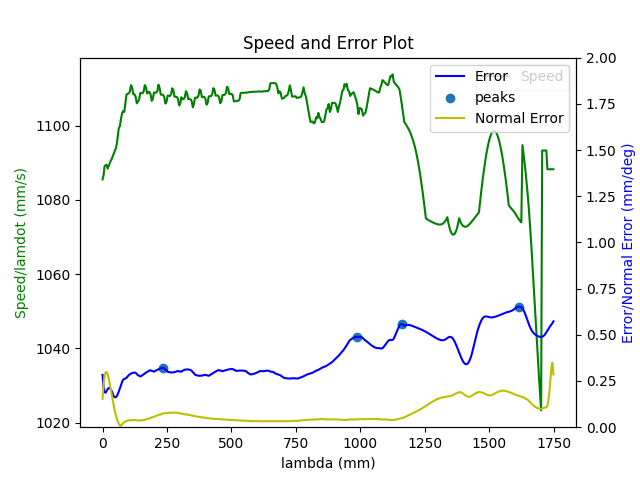 Speed and Error Plot
Error
Speed
peaks
Normal Error
Speed/lamdot (mm/s)
1100
1080
1060
1040
1020
2.00
1.75
1.50
1.25
1.00
0.75
0.50
0.25
0.00
Error/Normal Error (mm/deg)
0 250 500 750 1000 1250 1500 1750
lambda (mm)